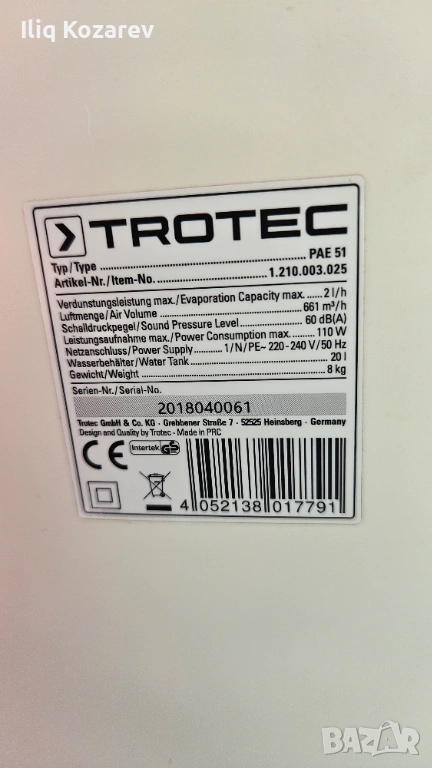 Iliq Kozarev
TROTEC
Typ/Type PAE 51
Artikel-Nr./Item-No. 1.210.003.025
Verdunstungsleistung max./Evaporation Capacity max. 2 l/h
Luftmenge/Air Volume 661 m³/h
Schalldruckpegel/Sound Pressure Level 60 dB(A)
Leistungsaufnahme max./Power Consumption max. 110 W
Netzanschluss/Power Supply 1/N/PE~ 220-240 V/50 Hz
Wasserbehälter/Water Tank 20 l
Gewicht/Weight 8 kg
Serien-Nr./Serial-No.
2018040061
Trotec GmbH & Co. KG · Grebbener Straße 7 · 52525 Heinsberg · Germany
Design and Quality by Trotec - Made in PRC
CE Intertek GS
4 052138 017791
BAZAR